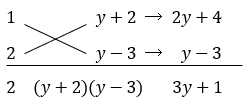 1 y + 2 → 2y + 4
2 y − 3 → y − 3
2 (y + 2)(y − 3) 3y + 1